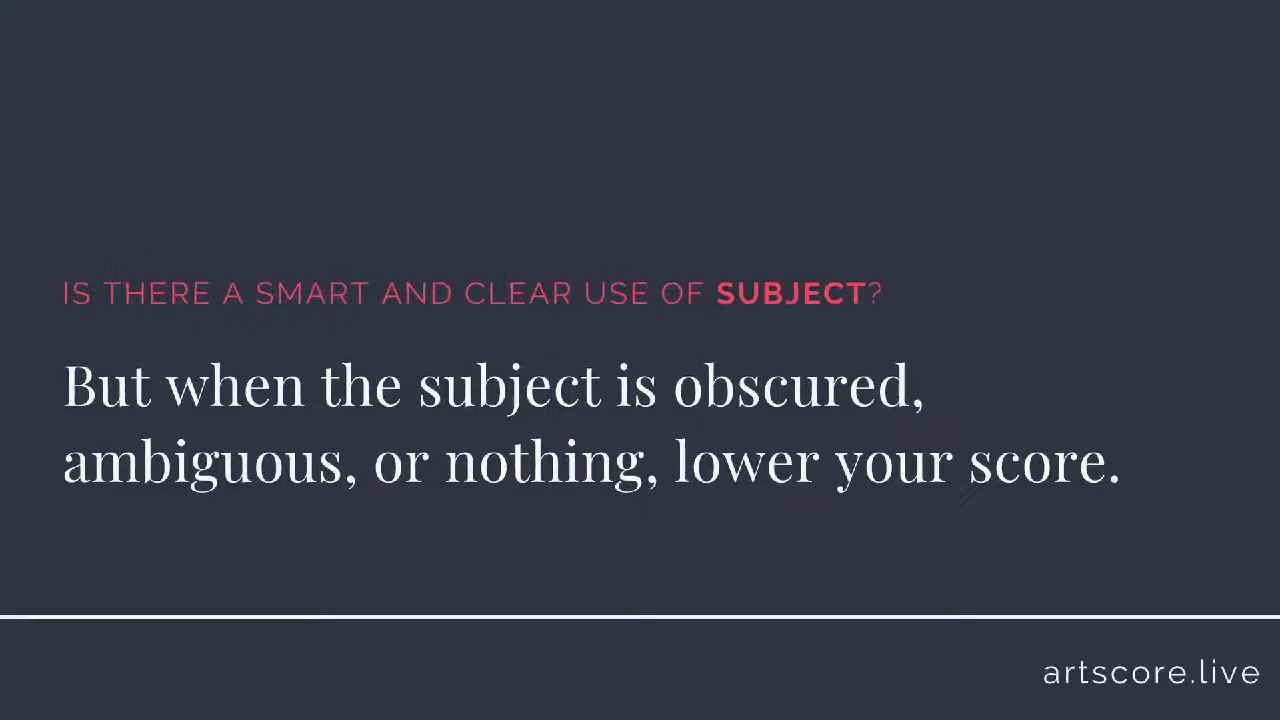 IS THERE A SMART AND CLEAR USE OF SUBJECT?
But when the subject is obscured,
ambiguous, or nothing, lower your score.
artscore.live